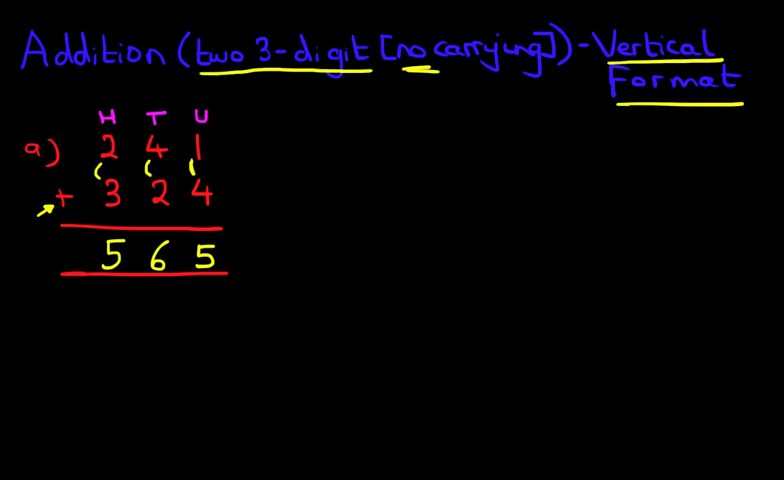 Addition (two 3-digit [no carrying]) - Vertical
Format
H T U
a) 2 4 1
+ 3 2 4
5 6 5